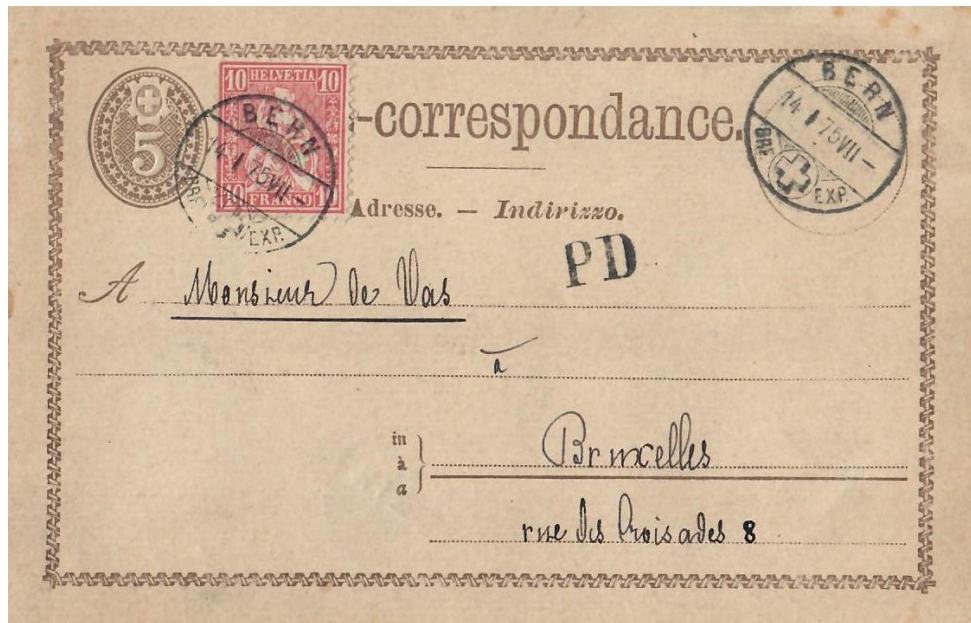 5
10 HELVETIA 10
10 FRANCO
BERN
14 I 75 VII –
EXP.
-correspondance.
BERN
14 I 75 VII –
BRF EXP.
Adresse. — Indirizzo.
PD
A Monsieur de Vas
à
in
à
a
Bruxelles
rue des Croisades 8